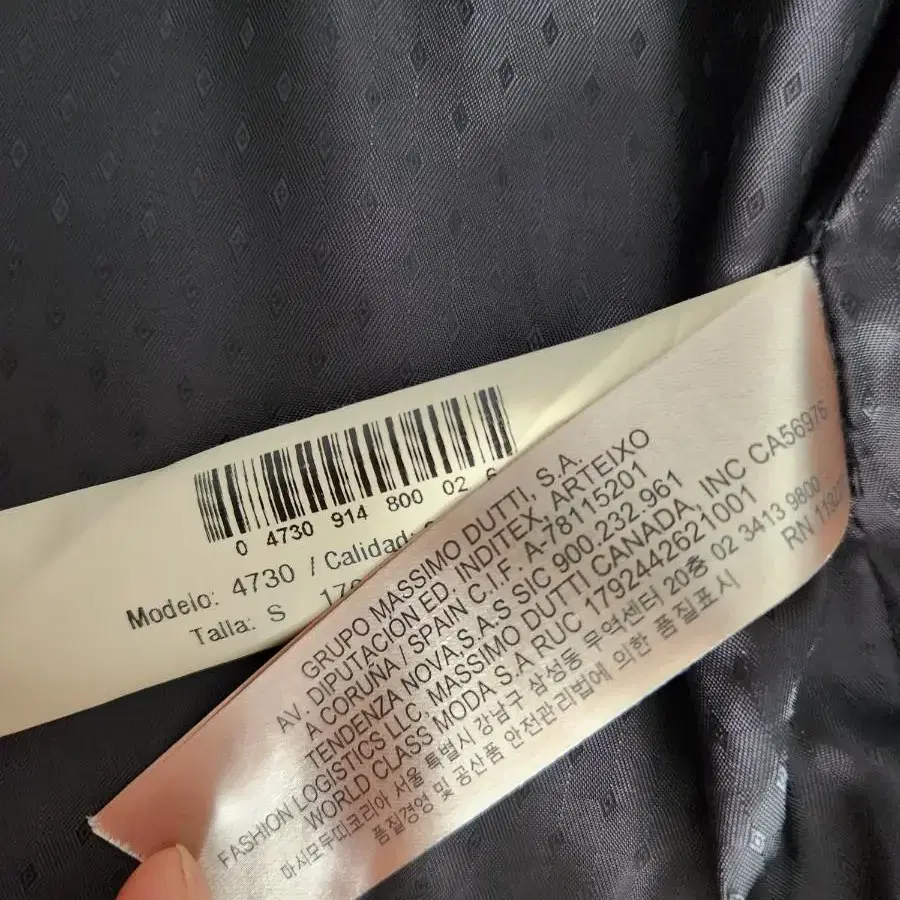 0 4730 914 800 02
Modelo: 4730 / Calidad:
Talla: S
GRUPO MASSIMO DUTTI, S.A.
AV. DIPUTACIÓN ED. INDITEX, ARTEIXO
A CORUÑA / SPAIN C.I.F. A-78115201
TENDENZA NOVA.S.A.S SIC 900.232.961
FASHION LOGISTICS LLC, MASSIMO DUTTI CANADA, INC CA56976
WORLD CLASS MODA S.A RUC 1792442621001
마시모두띠코리아 서울 특별시 강남구 삼성동 무역센터 20층 02 3413 9800
품질경영 및 공산품 안전관리법에 의한 품질표시
RN